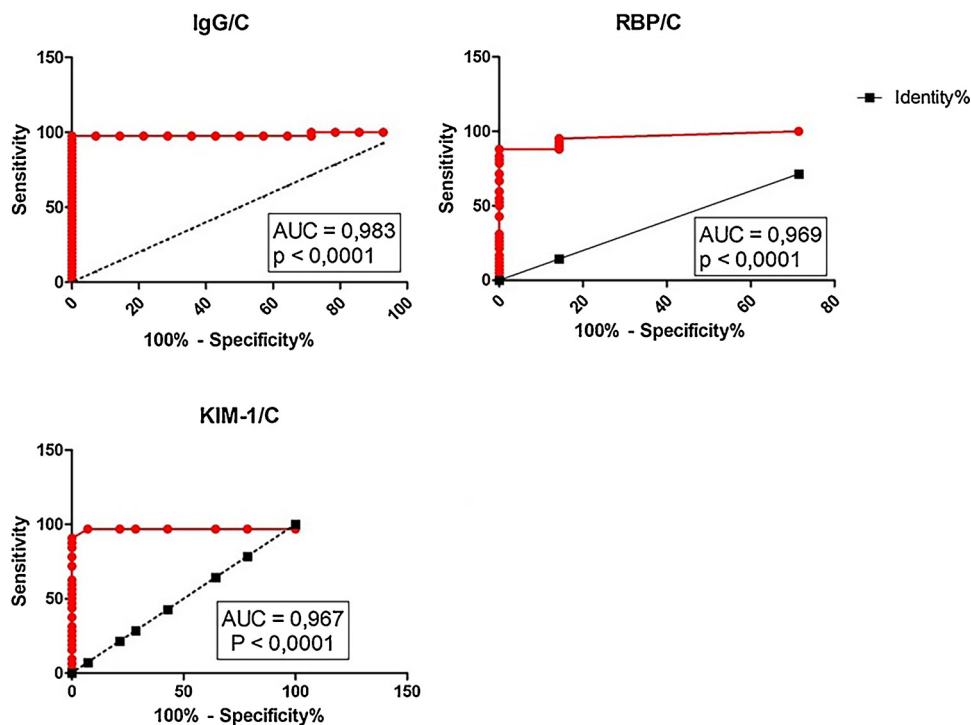 IgG/C
150
100
50
0
Sensitivity
0 20 40 60 80 100
100% - Specificity%
AUC = 0,983
p < 0,0001
RBP/C
150
100
50
0
Sensitivity
0 20 40 60 80
100% - Specificity%
AUC = 0,969
p < 0,0001
Identity%
KIM-1/C
150
100
50
0
Sensitivity
0 50 100 150
100% - Specificity%
AUC = 0,967
P < 0,0001